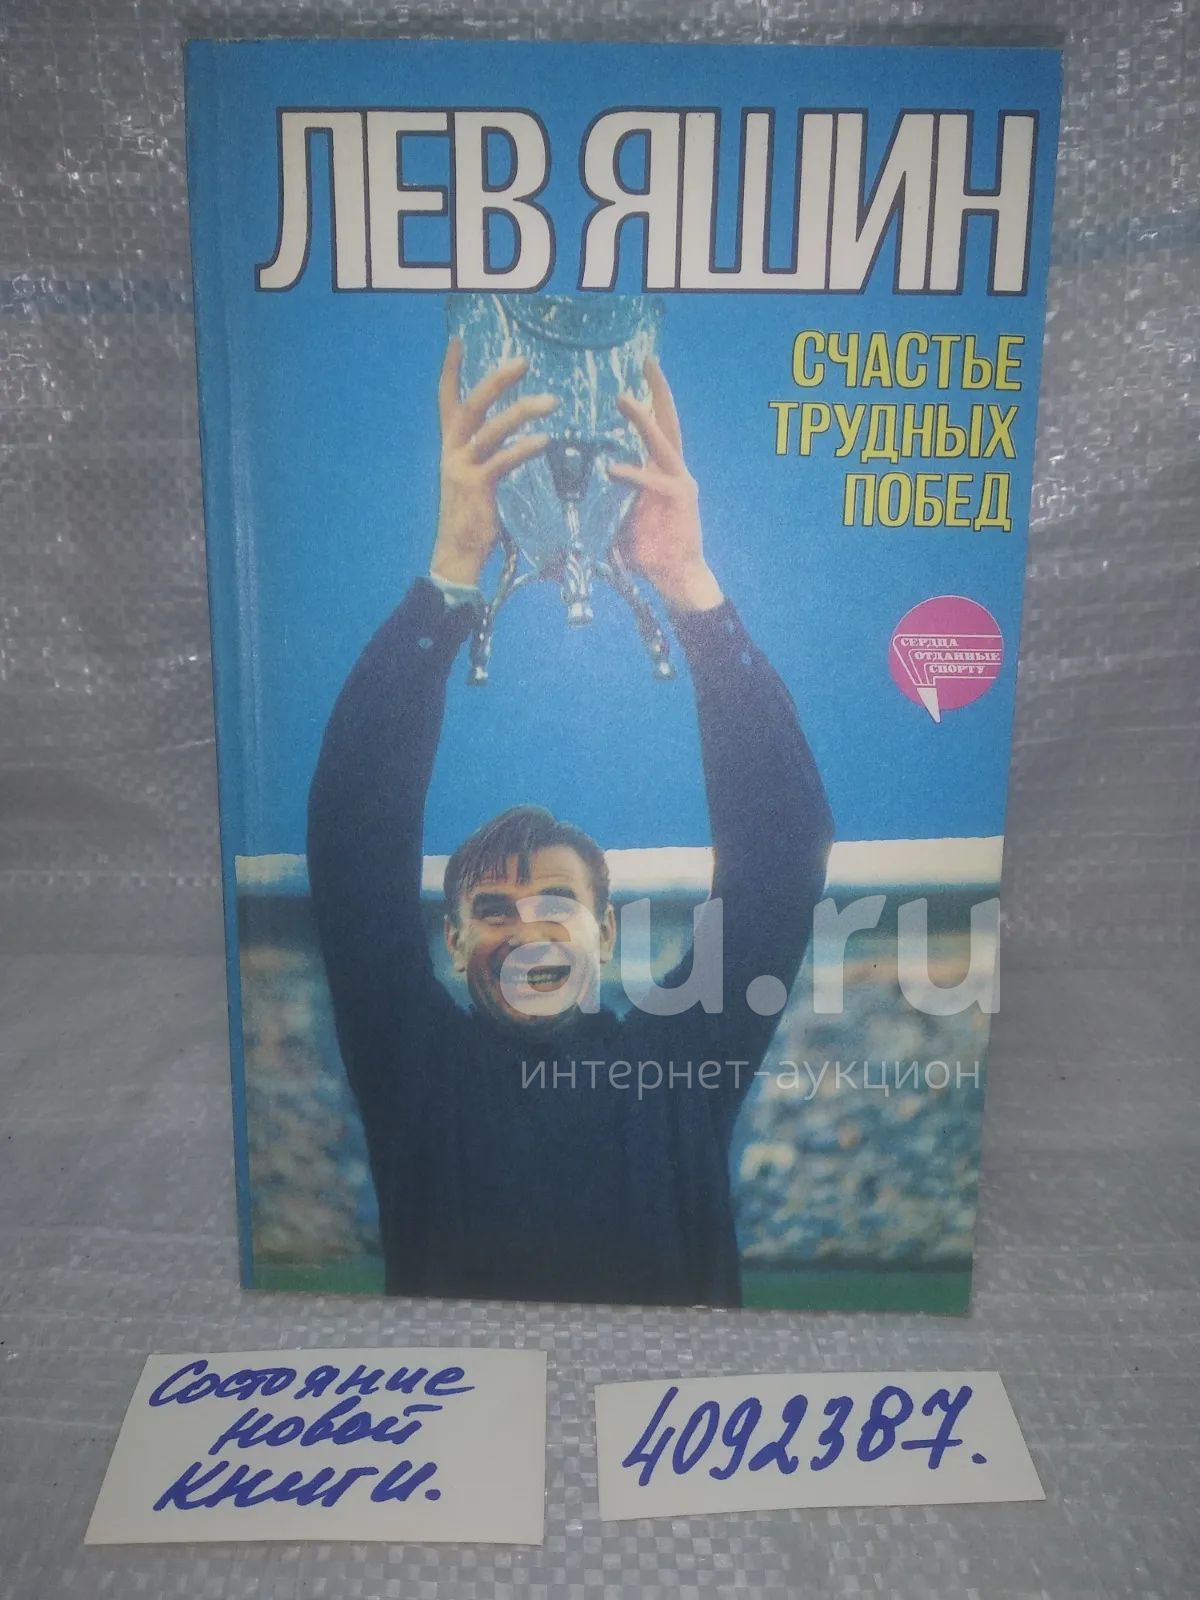 ЛЕВ ЯШИН
СЧАСТЬЕ
ТРУДНЫХ
ПОБЕД
СЕРДЦА
ОТДАННЫЕ
СПОРТУ
au.ru
интернет-аукцион
Состояние
новой
книги.
4092387.